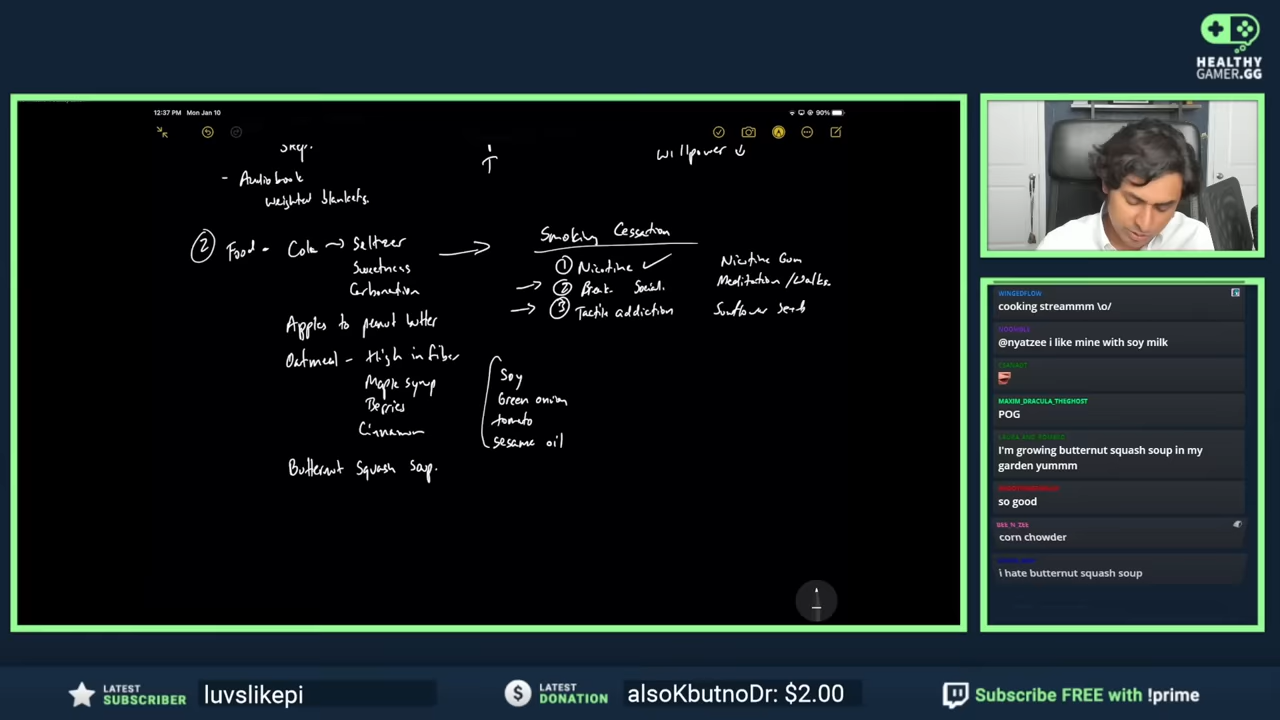 HEALTHY
GAMER.GG
12:37 PM Mon Jan 10
90%
- Audiobook
weighted blankets.
willpower ↓
② Food - Cola → Seltzer
Sweetness
Carbonation
Apples to peanut butter
Oatmeal - High in fiber
Maple syrup
Berries
Cinnamon
Butternut Squash Soup.
Smoking Cessation
① Nicotine ✓ Nicotine Gum
→ ② Break. Social. Meditation / Walks.
→ ③ Tactile addiction Sunflower seeds
Soy
Green onion
tomato
sesame oil
WINGEDFLOW
cooking streammm \o/
@nyatzee i like mine with soy milk
MAXIM_DRACULA_THEGHOST
POG
I'm growing butternut squash soup in my
garden yummm
so good
corn chowder
i hate butternut squash soup
LATEST
SUBSCRIBER
luvslikepi
LATEST
DONATION
alsoKbutnoDr: $2.00
Subscribe FREE with !prime